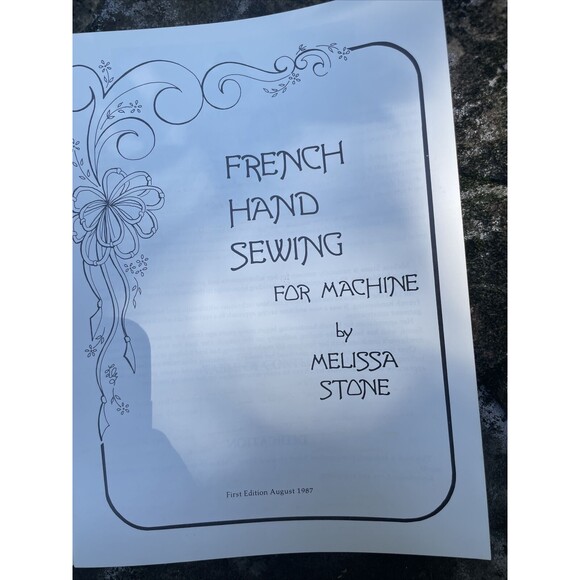 FRENCH
HAND
SEWING
FOR MACHINE
by
MELISSA
STONE
First Edition August 1987